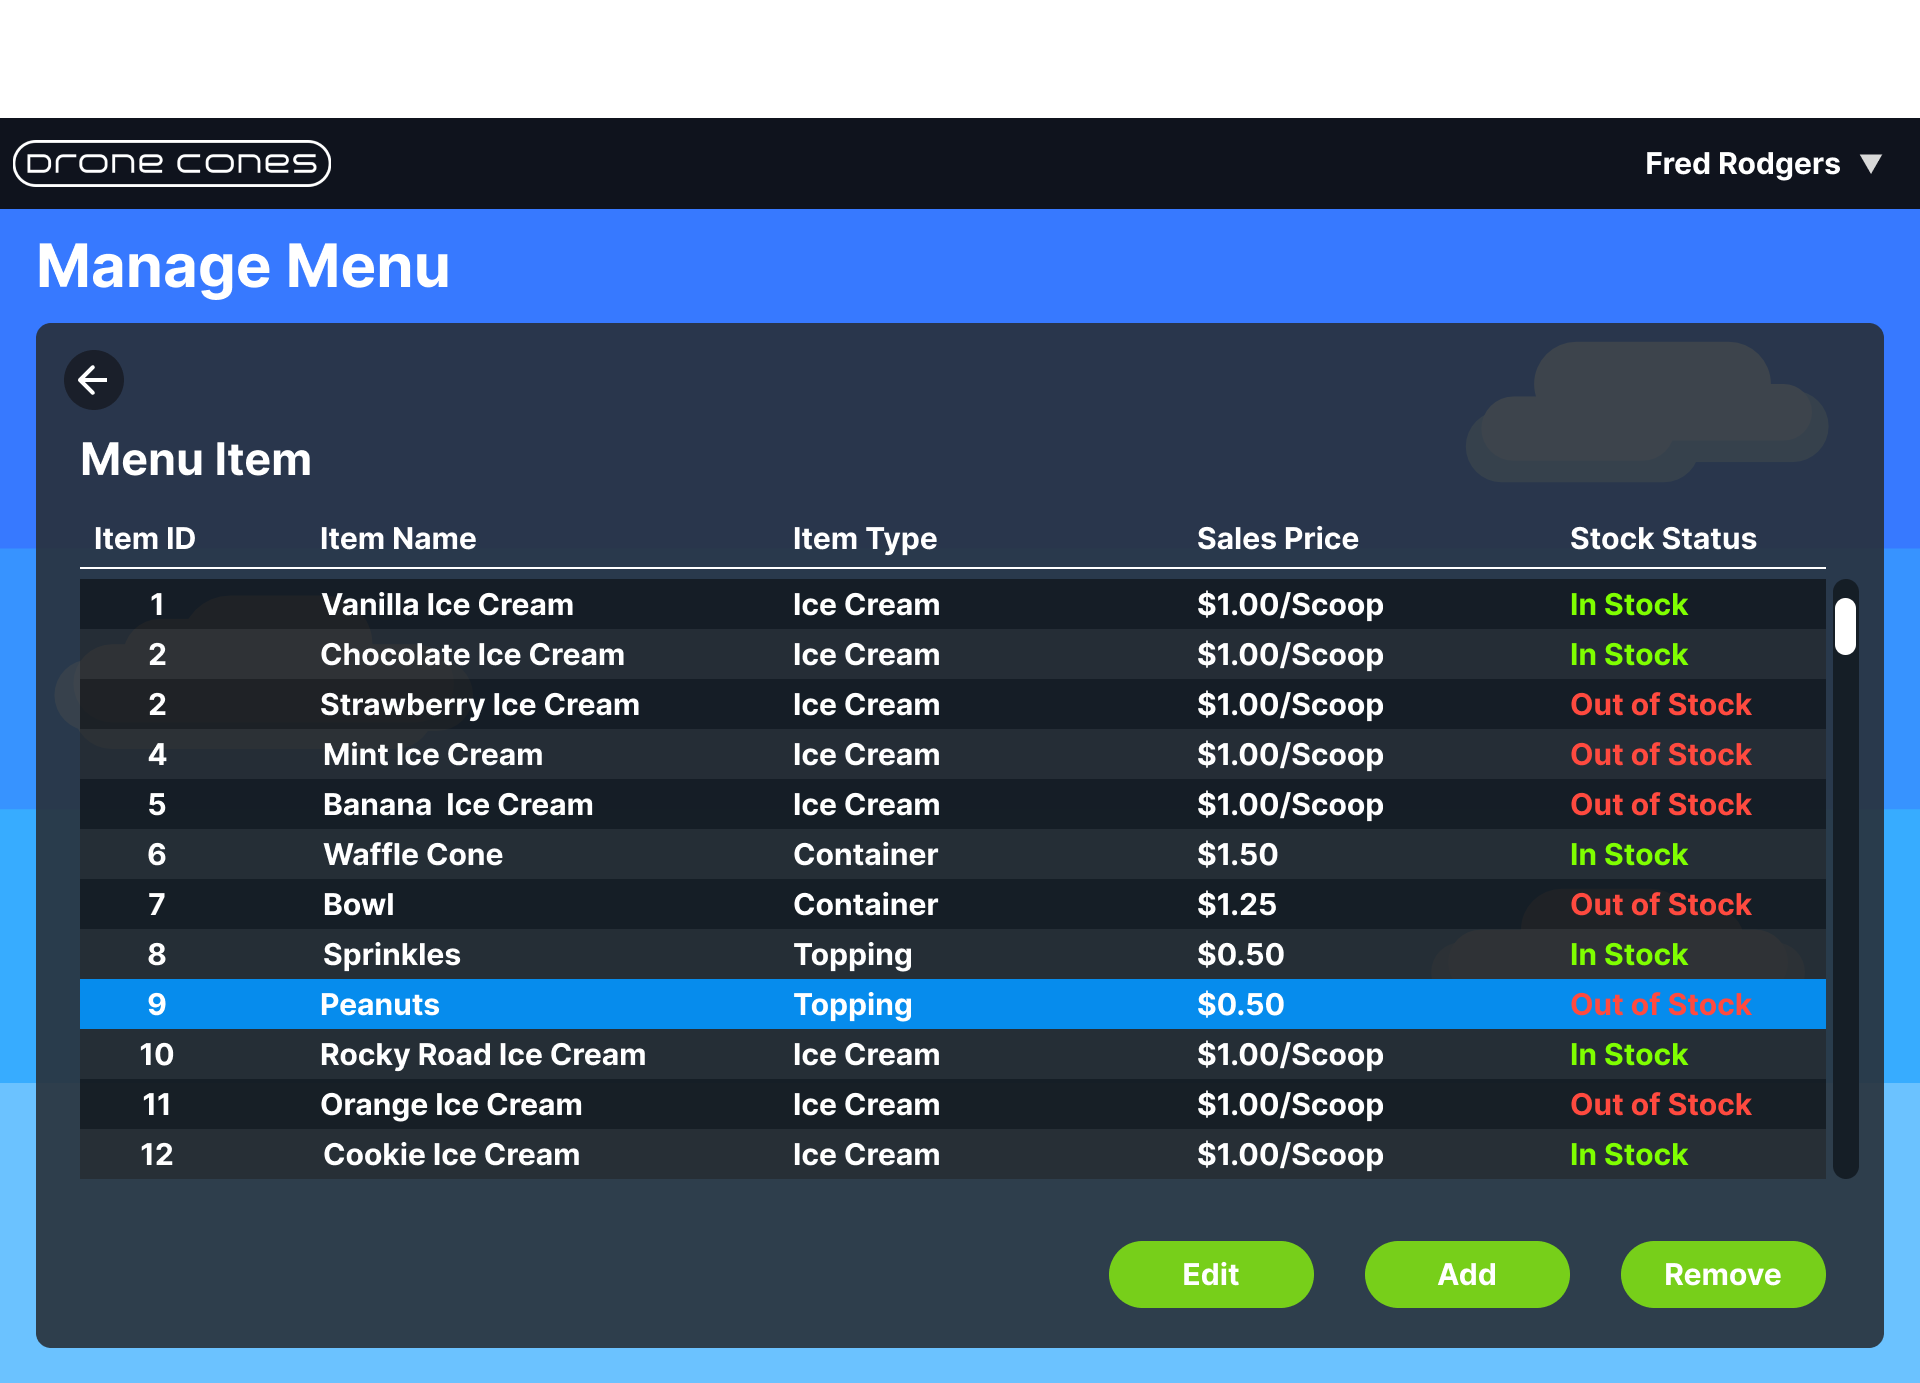 Drone Cones
Fred Rodgers ▼
Manage Menu
Menu Item
Item ID Item Name Item Type Sales Price Stock Status
1 Vanilla Ice Cream Ice Cream $1.00/Scoop In Stock
2 Chocolate Ice Cream Ice Cream $1.00/Scoop In Stock
2 Strawberry Ice Cream Ice Cream $1.00/Scoop Out of Stock
4 Mint Ice Cream Ice Cream $1.00/Scoop Out of Stock
5 Banana  Ice Cream Ice Cream $1.00/Scoop Out of Stock
6 Waffle Cone Container $1.50 In Stock
7 Bowl Container $1.25 Out of Stock
8 Sprinkles Topping $0.50 In Stock
9 Peanuts Topping $0.50 Out of Stock
10 Rocky Road Ice Cream Ice Cream $1.00/Scoop In Stock
11 Orange Ice Cream Ice Cream $1.00/Scoop Out of Stock
12 Cookie Ice Cream Ice Cream $1.00/Scoop In Stock
Edit Add Remove